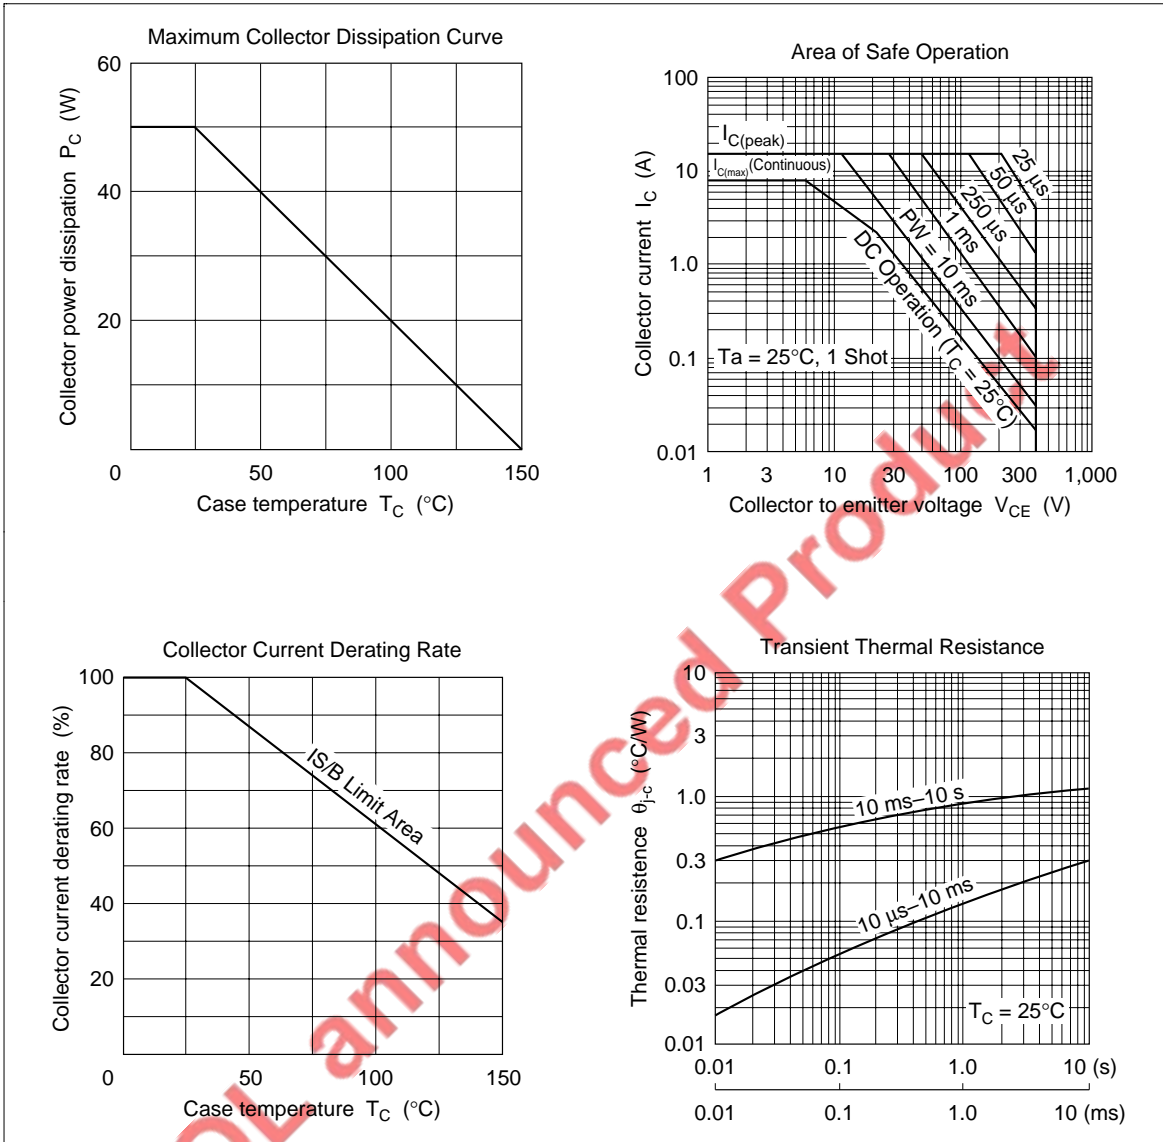 Maximum Collector Dissipation Curve
60
40
20
0
50
100
150
Collector power dissipation P_C (W)
Case temperature T_C (°C)
Area of Safe Operation
100
10
1.0
0.1
0.01
1
3
10
30
100
300
1,000
Collector current I_C (A)
Collector to emitter voltage V_CE (V)
I_C(peak)
I_C(max)(Continuous)
25 µs
50 µs
250 µs
1 ms
PW = 10 ms
DC Operation (T_C = 25°C)
Ta = 25°C, 1 Shot
Collector Current Derating Rate
100
80
60
40
20
0
50
100
150
Collector current derating rate (%)
Case temperature T_C (°C)
IS/B Limit Area
Transient Thermal Resistance
10
3
1.0
0.3
0.1
0.03
0.01
Thermal resistence θ_j-c (°C/W)
10 ms–10 s
10 µs–10 ms
T_C = 25°C
0.01
0.1
1.0
10 (s)
0.01
0.1
1.0
10 (ms)
OL announced Product